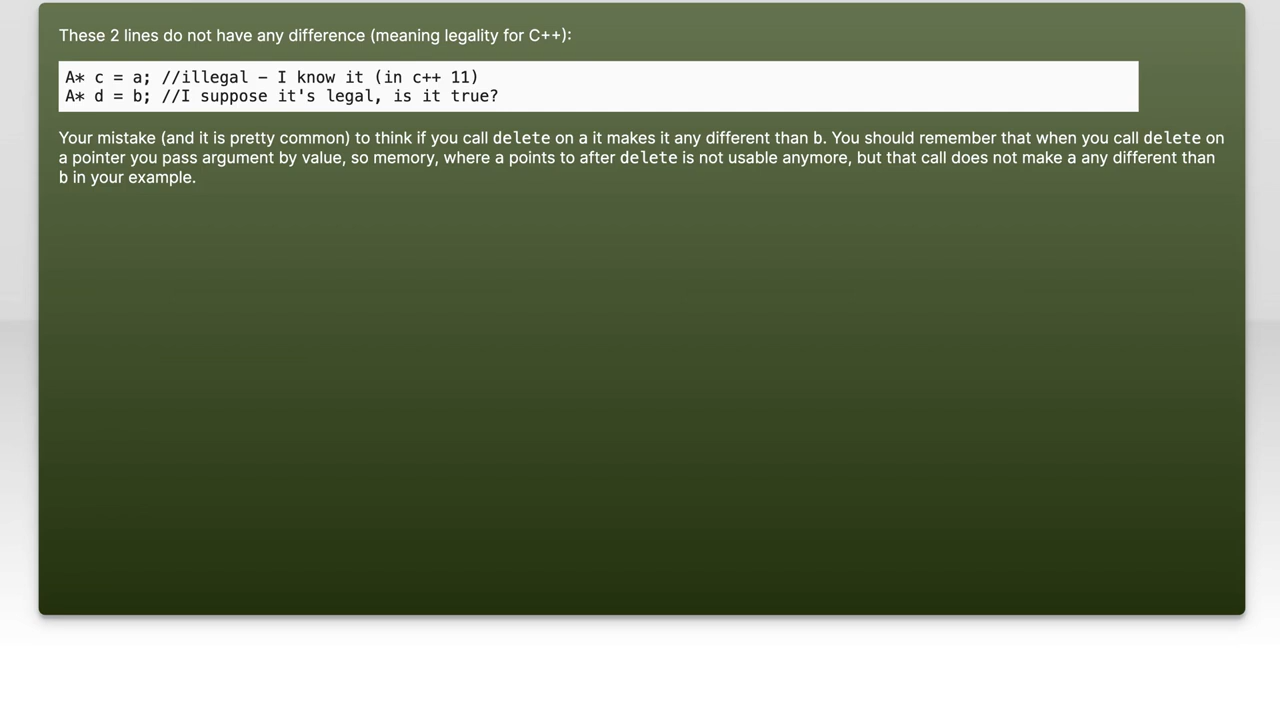 These 2 lines do not have any difference (meaning legality for C++):
A* c = a; //illegal – I know it (in c++ 11)
A* d = b; //I suppose it's legal, is it true?
Your mistake (and it is pretty common) to think if you call delete on a it makes it any different than b. You should remember that when you call delete on
a pointer you pass argument by value, so memory, where a points to after delete is not usable anymore, but that call does not make a any different than
b in your example.